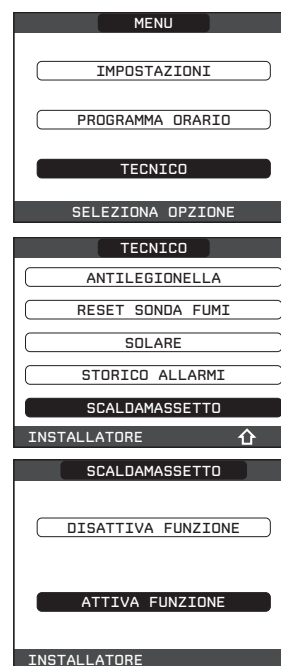 MENU
IMPOSTAZIONI
PROGRAMMA ORARIO
TECNICO
SELEZIONA OPZIONE
TECNICO
ANTILEGIONELLA
RESET SONDA FUMI
SOLARE
STORICO ALLARMI
SCALDAMASSETTO
INSTALLATORE
SCALDAMASSETTO
DISATTIVA FUNZIONE
ATTIVA FUNZIONE
INSTALLATORE